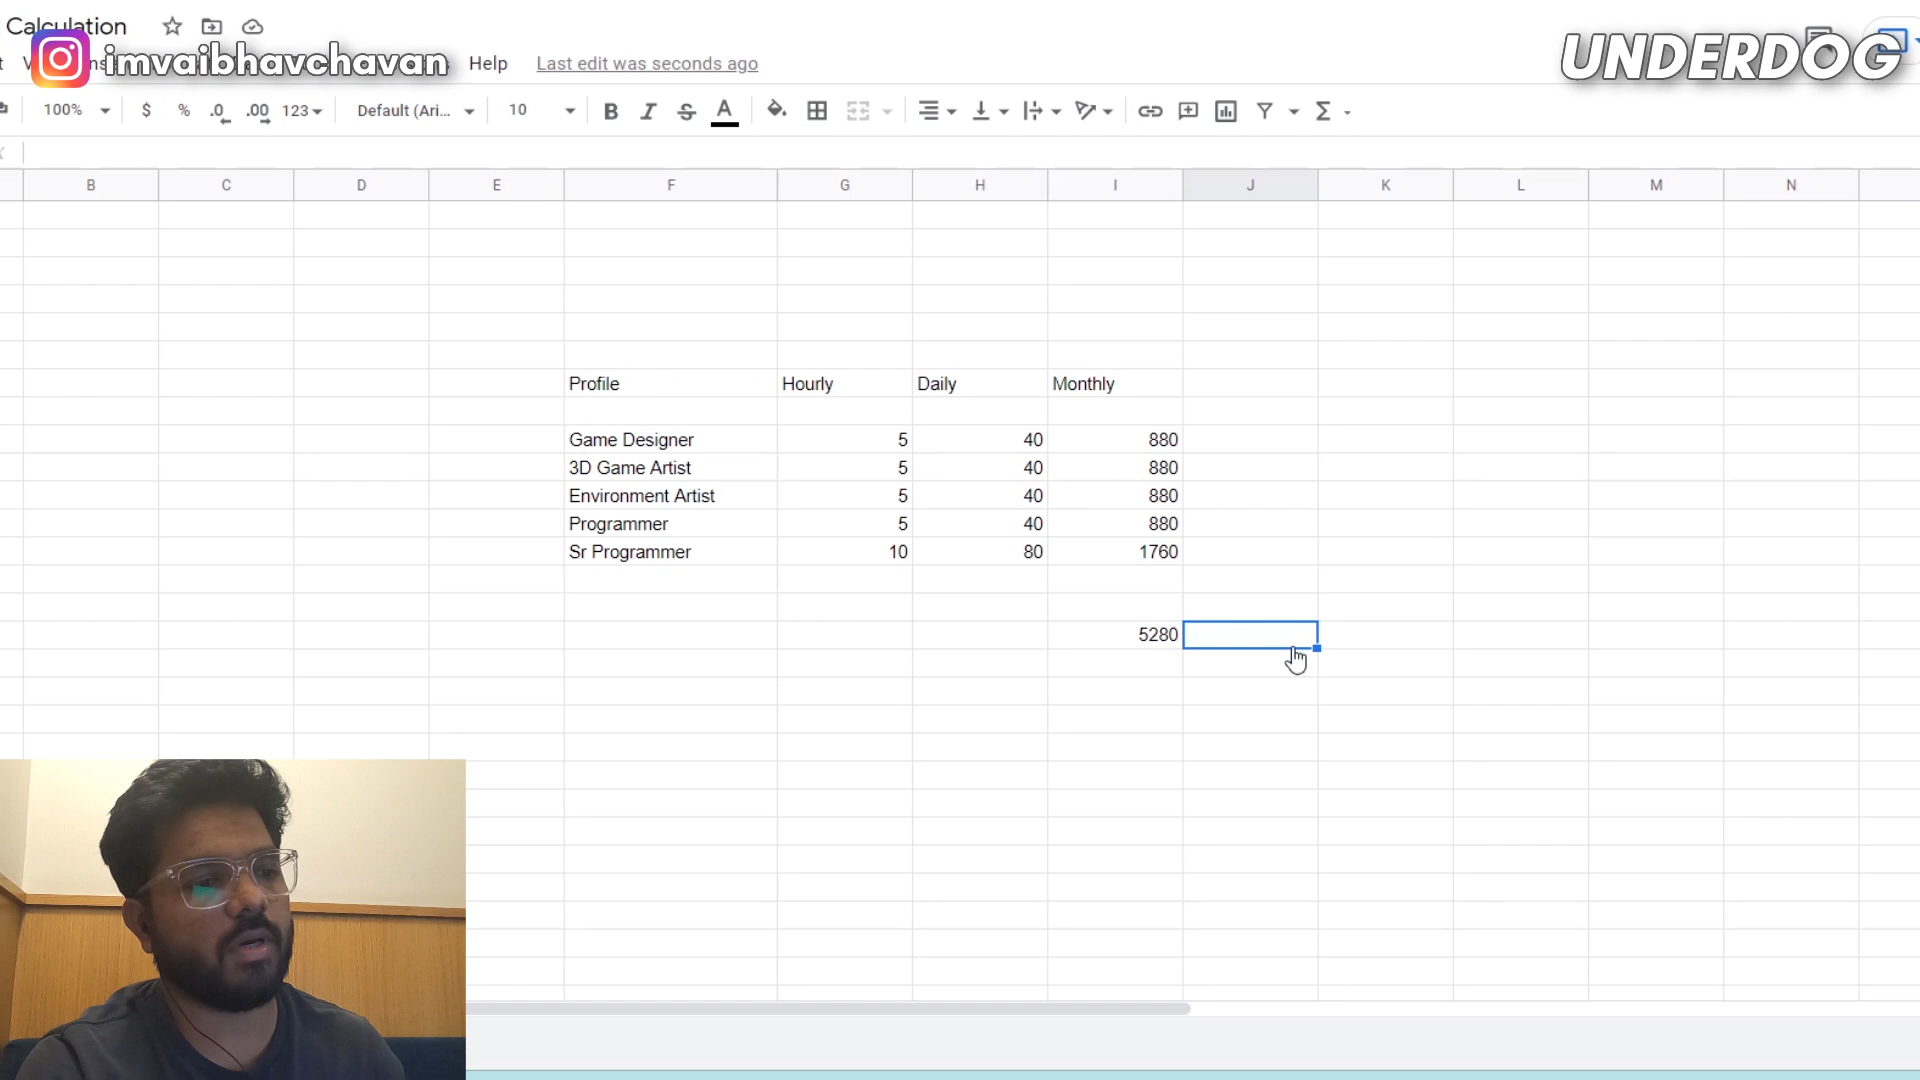 Calculation
imvaibhavchavan
Help
Last edit was seconds ago
UNDERDOG
100%
$
%
.0
.00
123
Default (Ari...
10
B
I
S
A
Σ
B C D E F G H I J K L M N
Profile Hourly Daily Monthly
Game Designer 5 40 880
3D Game Artist 5 40 880
Environment Artist 5 40 880
Programmer 5 40 880
Sr Programmer 10 80 1760
5280